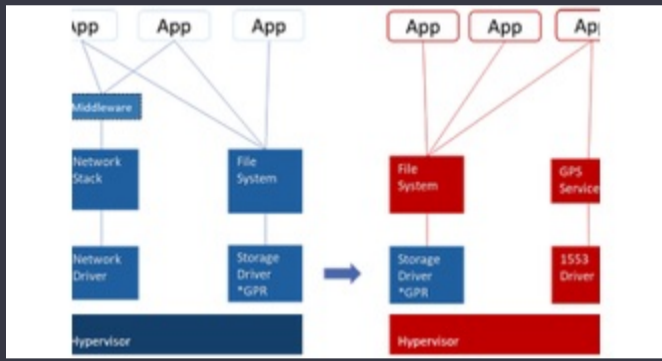 App App App App App App
Middleware
Network
Stack
File
System
File
System
GPS
Service
Network
Driver
Storage
Driver
*GPR
Storage
Driver
*GPR
1553
Driver
Hypervisor Hypervisor